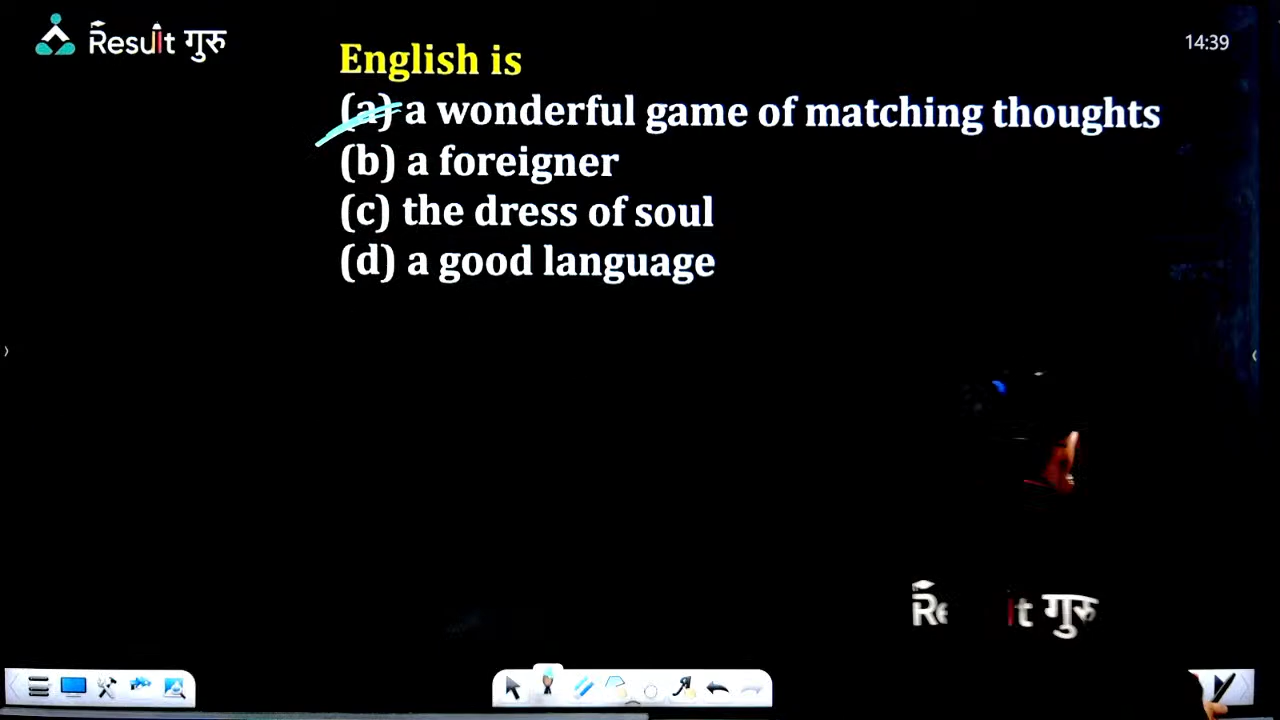 Result गुरु
14:39
English is
(a) a wonderful game of matching thoughts
(b) a foreigner
(c) the dress of soul
(d) a good language
गुरु